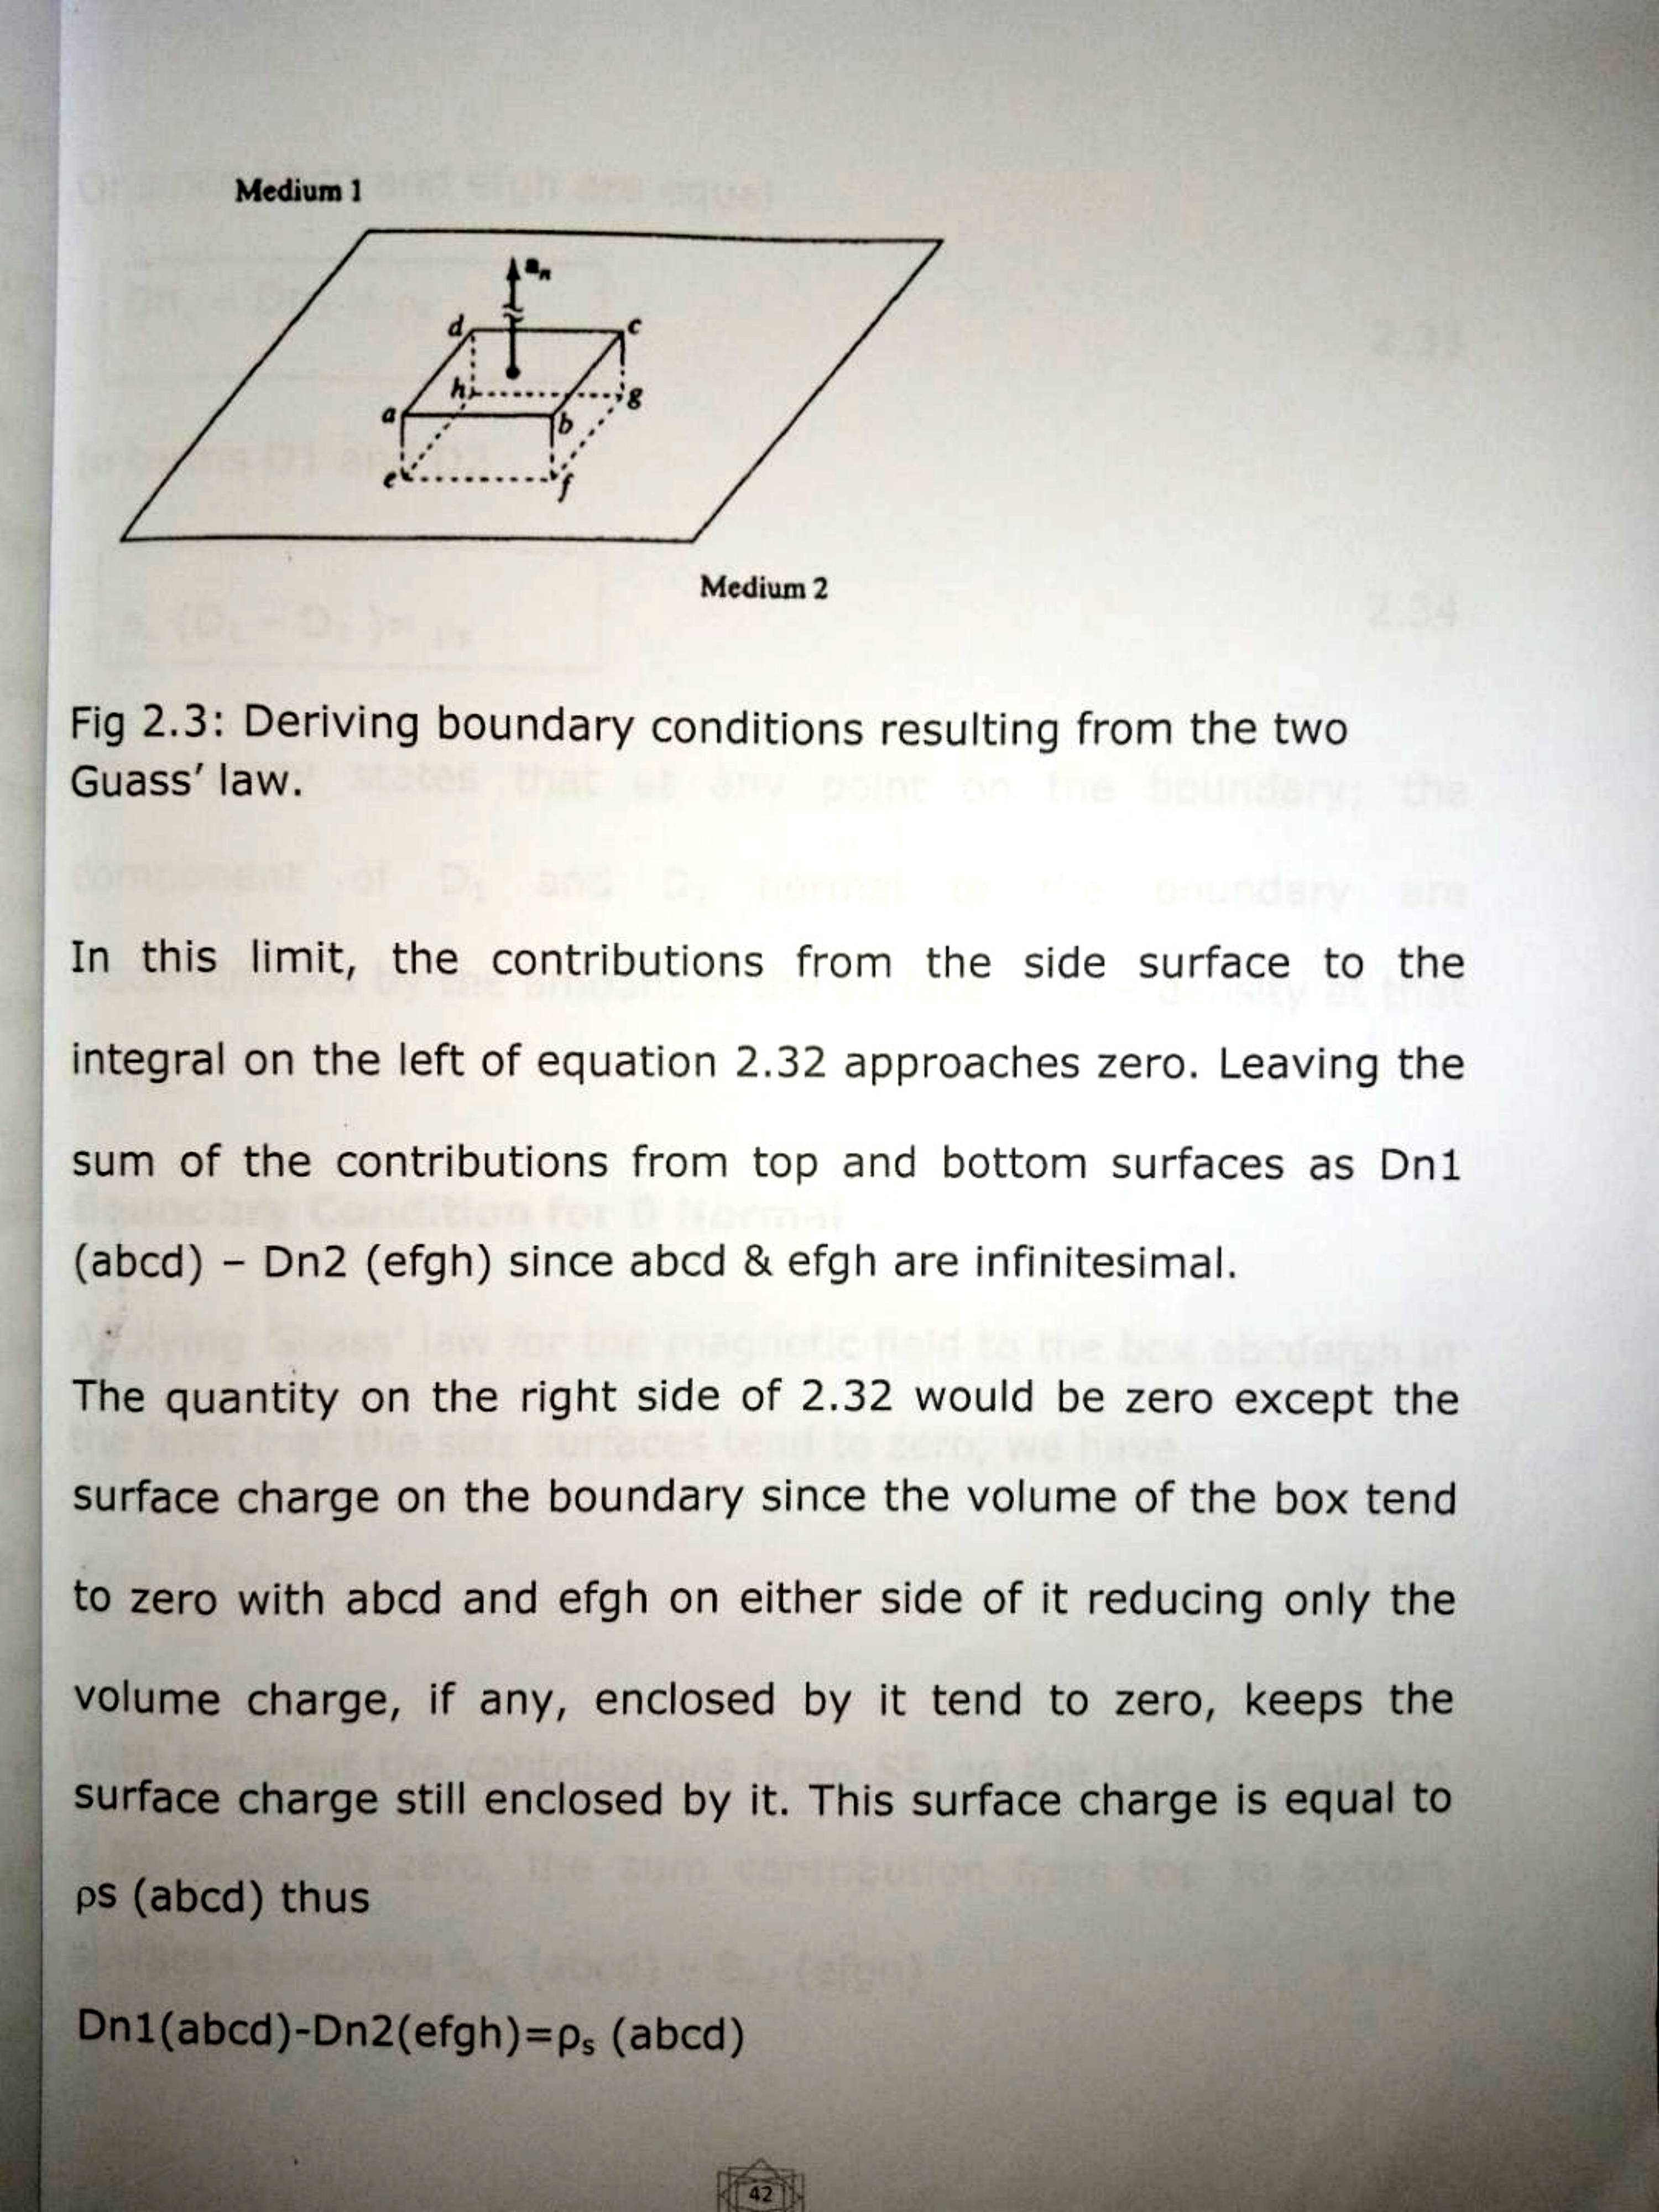 Medium 1
an
d
c
h
g
a
b
e
f
Medium 2
Fig 2.3: Deriving boundary conditions resulting from the two
Guass’ law.
In this limit, the contributions from the side surface to the
integral on the left of equation 2.32 approaches zero. Leaving the
sum of the contributions from top and bottom surfaces as Dn1
(abcd) – Dn2 (efgh) since abcd & efgh are infinitesimal.
The quantity on the right side of 2.32 would be zero except the
surface charge on the boundary since the volume of the box tend
to zero with abcd and efgh on either side of it reducing only the
volume charge, if any, enclosed by it tend to zero, keeps the
surface charge still enclosed by it. This surface charge is equal to
ρs (abcd) thus
Dn1(abcd)-Dn2(efgh)=ρₛ (abcd)
42